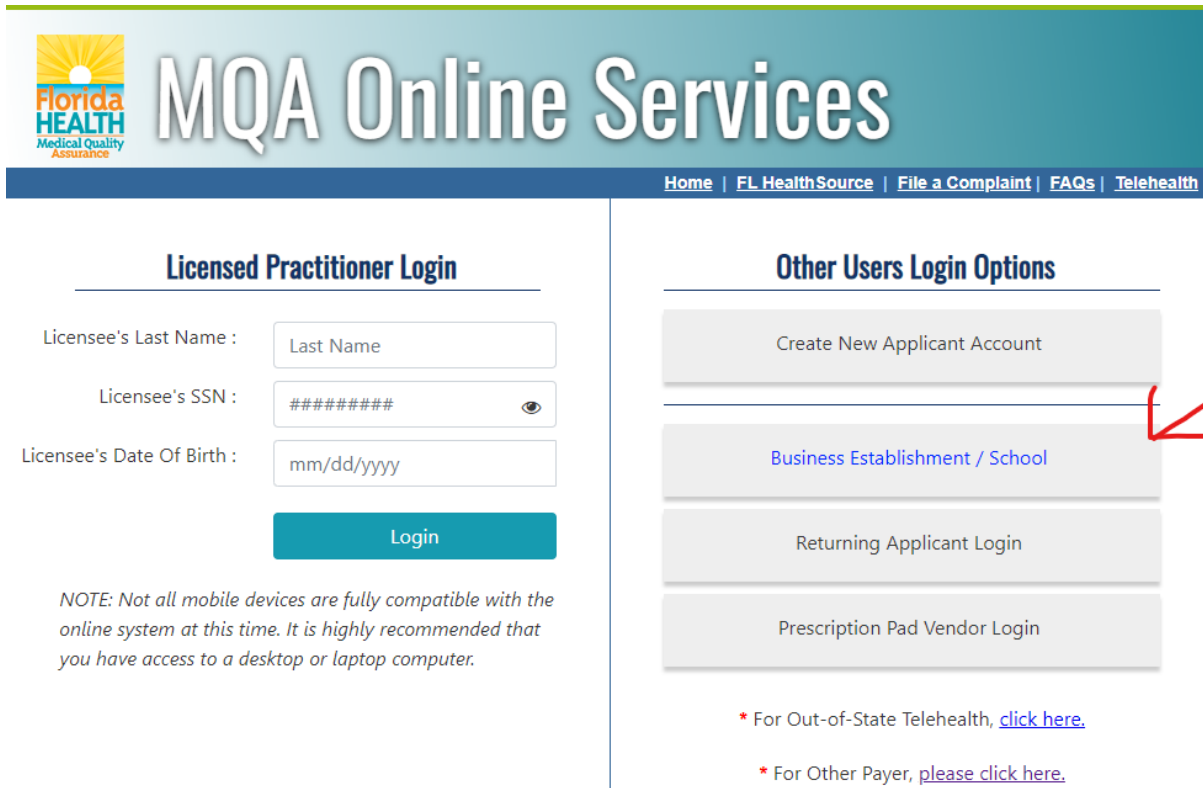 Florida
HEALTH
Medical Quality
Assurance
MQA Online Services
Home | FL HealthSource | File a Complaint | FAQs | Telehealth
Licensed Practitioner Login
Licensee's Last Name :
Last Name
Licensee's SSN :
#########
Licensee's Date Of Birth :
mm/dd/yyyy
Login
NOTE: Not all mobile devices are fully compatible with the
online system at this time. It is highly recommended that
you have access to a desktop or laptop computer.
Other Users Login Options
Create New Applicant Account
Business Establishment / School
Returning Applicant Login
Prescription Pad Vendor Login
* For Out-of-State Telehealth, click here.
* For Other Payer, please click here.